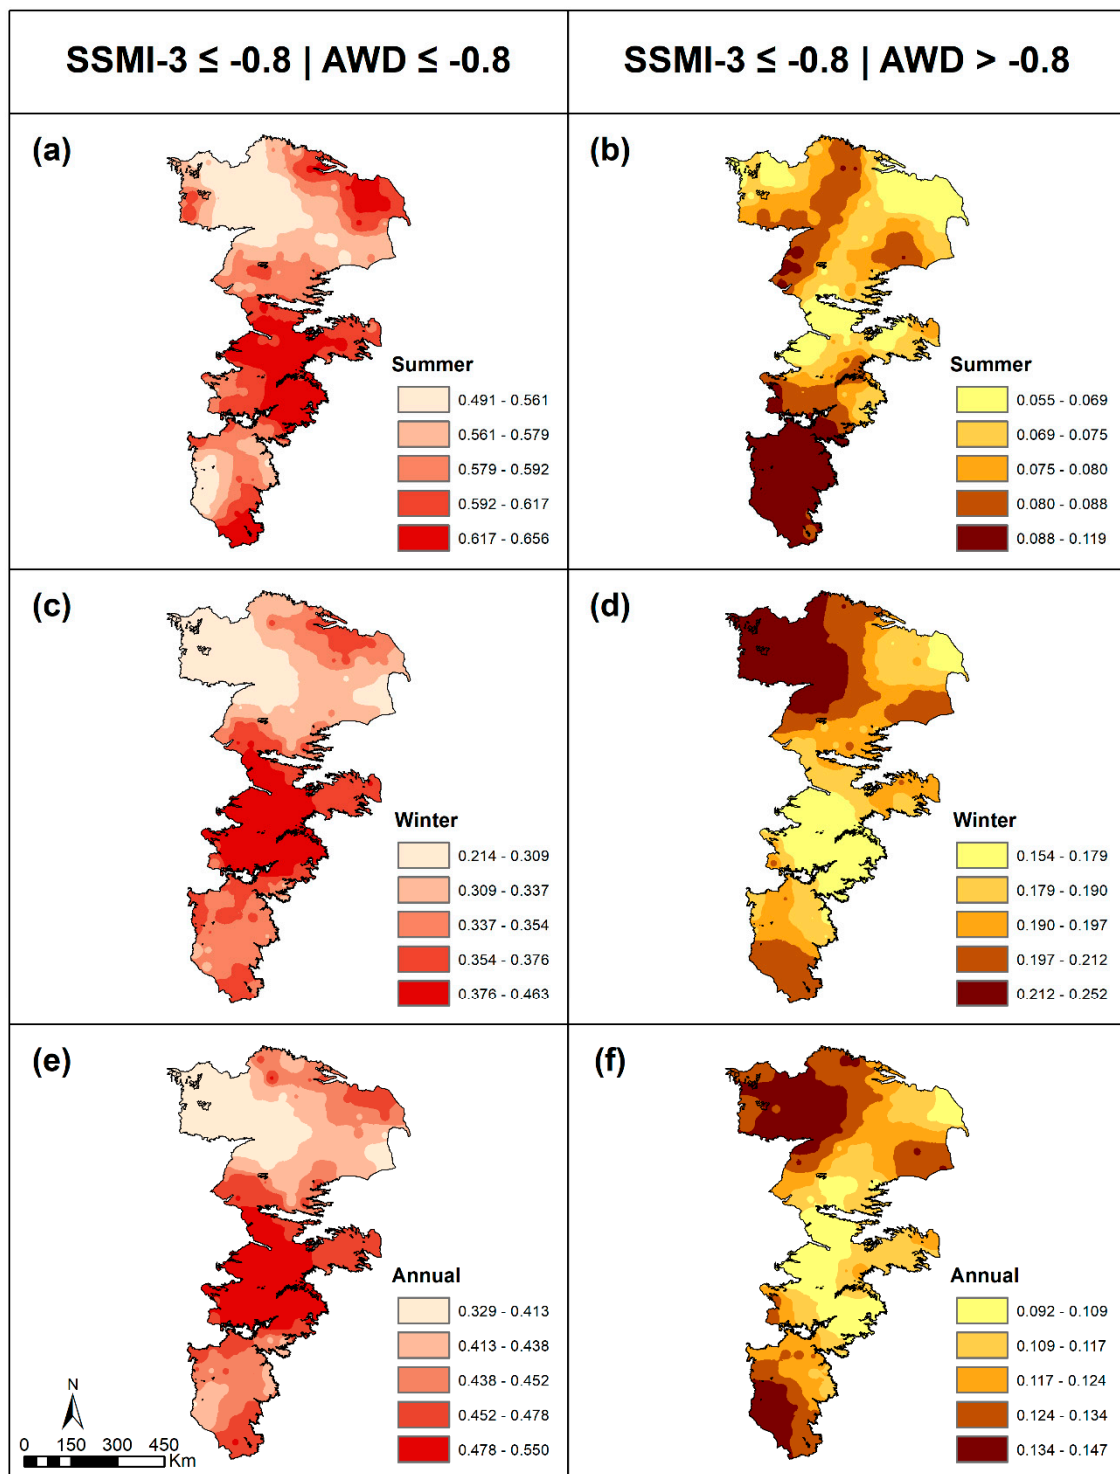 SSMI-3 ≤ -0.8 | AWD ≤ -0.8
SSMI-3 ≤ -0.8 | AWD > -0.8
(a)
Summer
0.491 - 0.561
0.561 - 0.579
0.579 - 0.592
0.592 - 0.617
0.617 - 0.656
(b)
Summer
0.055 - 0.069
0.069 - 0.075
0.075 - 0.080
0.080 - 0.088
0.088 - 0.119
(c)
Winter
0.214 - 0.309
0.309 - 0.337
0.337 - 0.354
0.354 - 0.376
0.376 - 0.463
(d)
Winter
0.154 - 0.179
0.179 - 0.190
0.190 - 0.197
0.197 - 0.212
0.212 - 0.252
(e)
Annual
0.329 - 0.413
0.413 - 0.438
0.438 - 0.452
0.452 - 0.478
0.478 - 0.550
N
0 150 300 450
Km
(f)
Annual
0.092 - 0.109
0.109 - 0.117
0.117 - 0.124
0.124 - 0.134
0.134 - 0.147